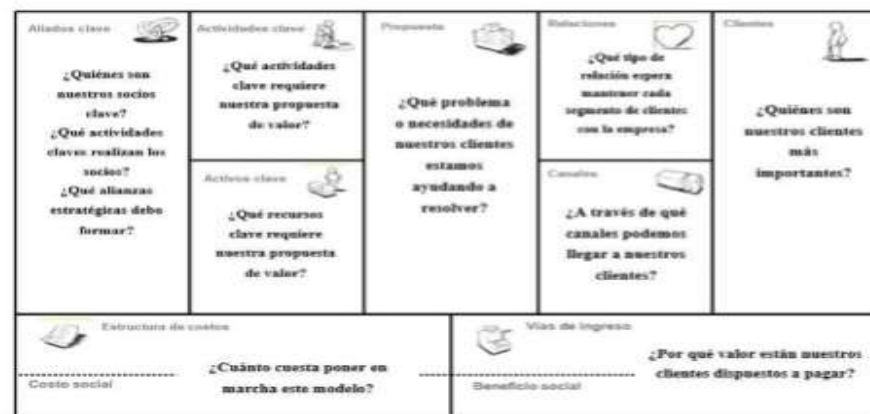 Aliados clave
¿Quiénes son
nuestros socios
clave?
¿Qué actividades
claves realizan los
socios?
¿Qué alianzas
estratégicas debo
formar?
Actividades clave
¿Qué actividades
clave requiere
nuestra propuesta
de valor?
Activos clave
¿Qué recursos
clave requiere
nuestra propuesta
de valor?
Propuesta
¿Qué problema
o necesidades de
nuestros clientes
estamos
ayudando a
resolver?
Relaciones
¿Qué tipo de
relación espera
mantener cada
segmento de clientes
con la empresa?
Canales
¿A través de qué
canales podemos
llegar a nuestros
clientes?
Clientes
¿Quiénes son
nuestros clientes
más
importantes?
Estructura de costos
¿Cuánto cuesta poner en
marcha este modelo?
Costo social
Vías de ingreso
¿Por qué valor están nuestros
clientes dispuestos a pagar?
Beneficio social